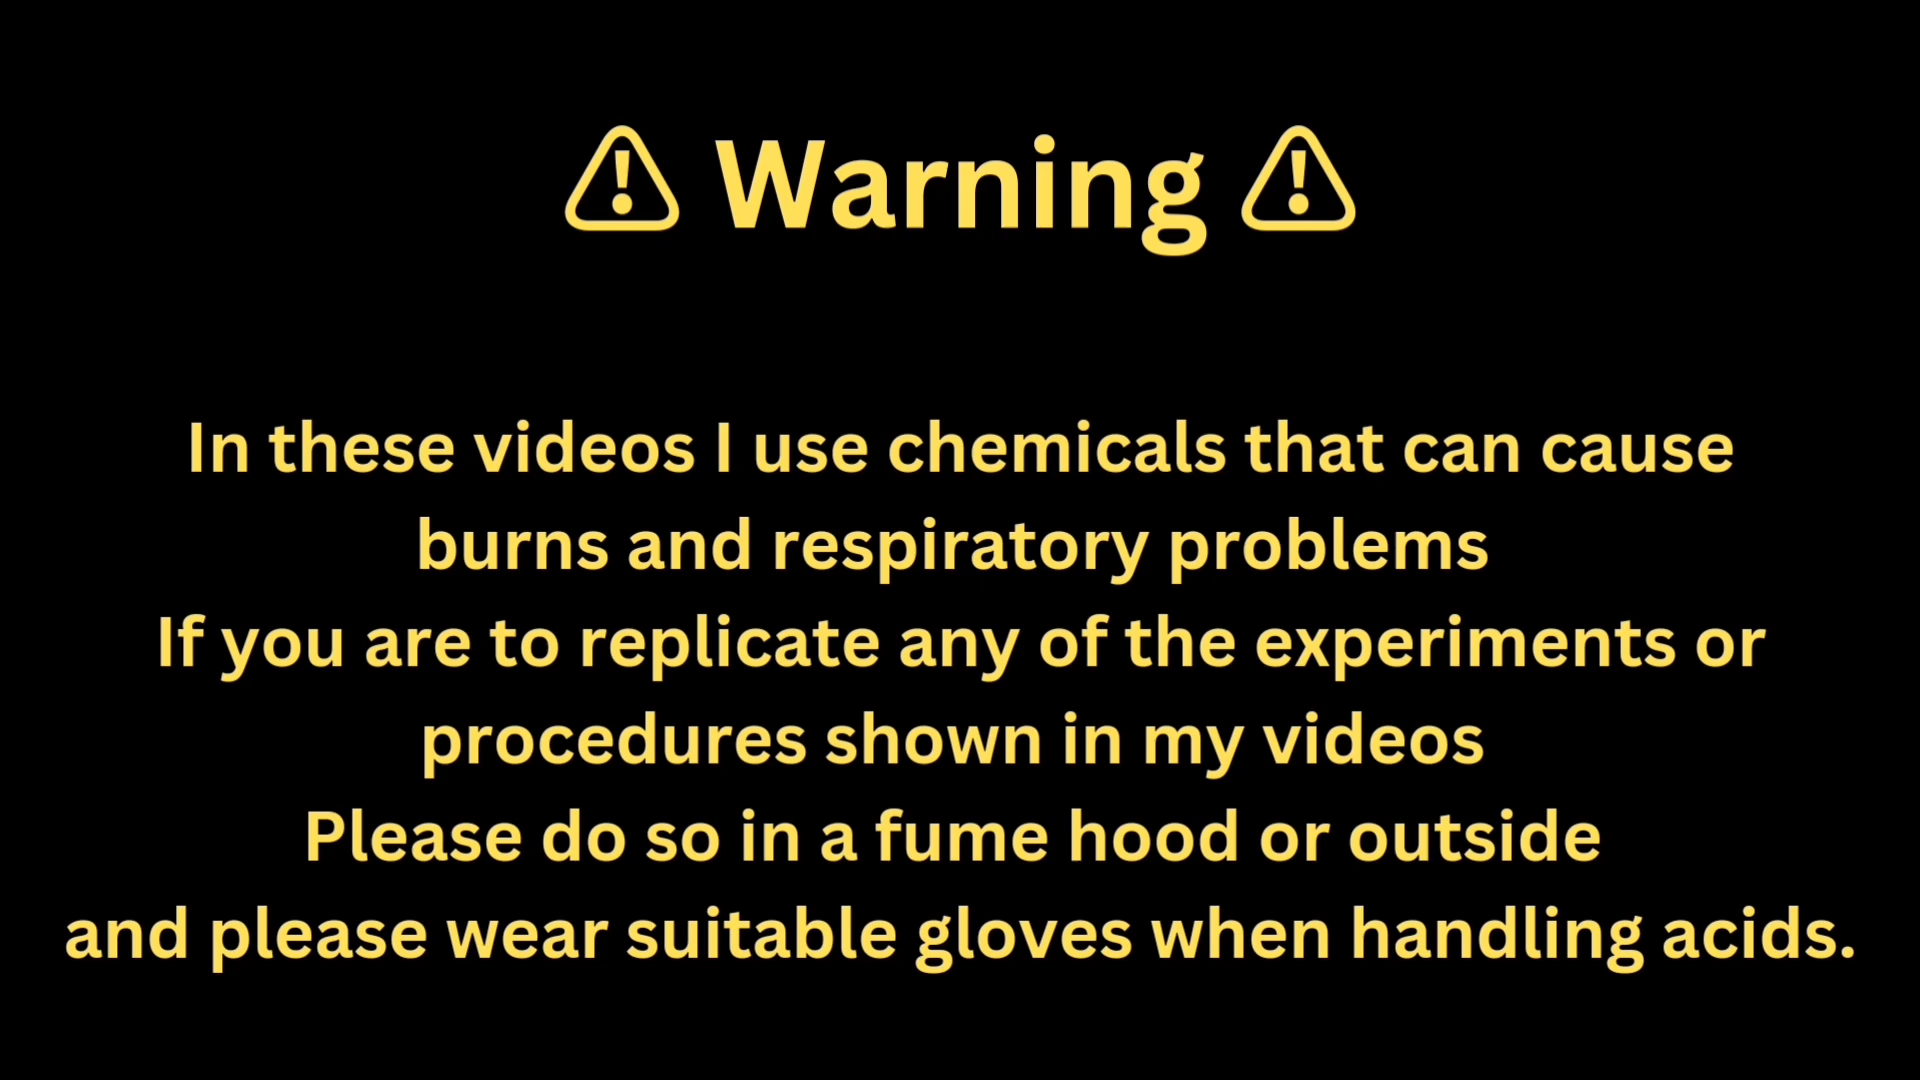 ⚠ Warning ⚠
In these videos I use chemicals that can cause
burns and respiratory problems
If you are to replicate any of the experiments or
procedures shown in my videos
Please do so in a fume hood or outside
and please wear suitable gloves when handling acids.